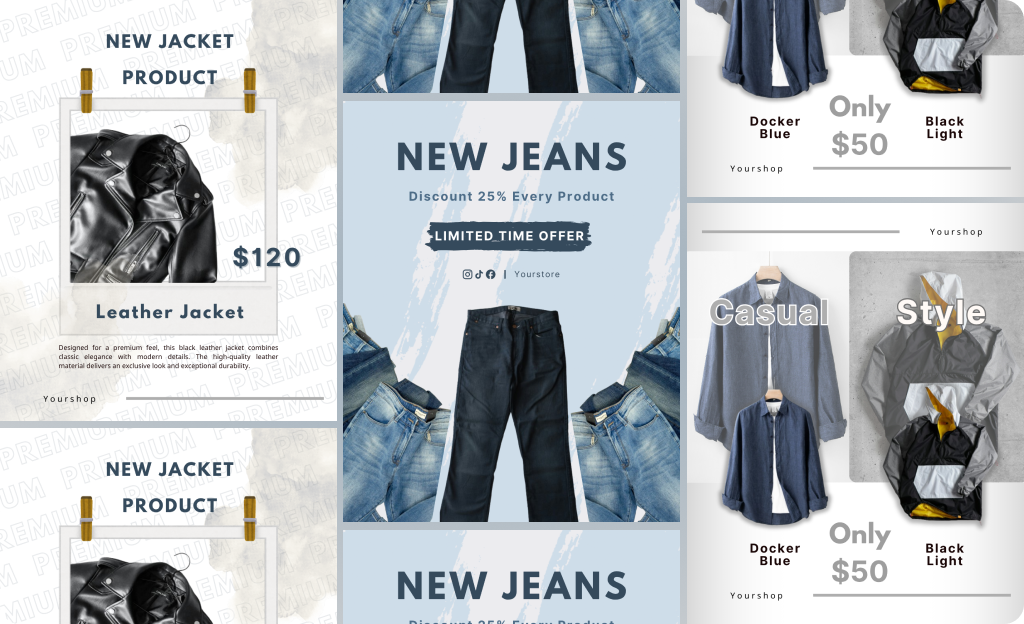 NEW JACKET
PRODUCT
$120
Leather Jacket
Designed for a premium feel, this black leather jacket combines
classic elegance with modern details. The high-quality leather
material delivers an exclusive look and exceptional durability.
Yourshop
NEW JACKET
PRODUCT
NEW JEANS
Discount 25% Every Product
LIMITED TIME OFFER
Yourstore
NEW JEANS
Discount 25% Every Product
Docker
Blue
Only
$50
Black
Light
Yourshop
Yourshop
Casual
Style
Docker
Blue
Only
$50
Black
Light
Yourshop
PREMIUM PREMIUM PREMIUM